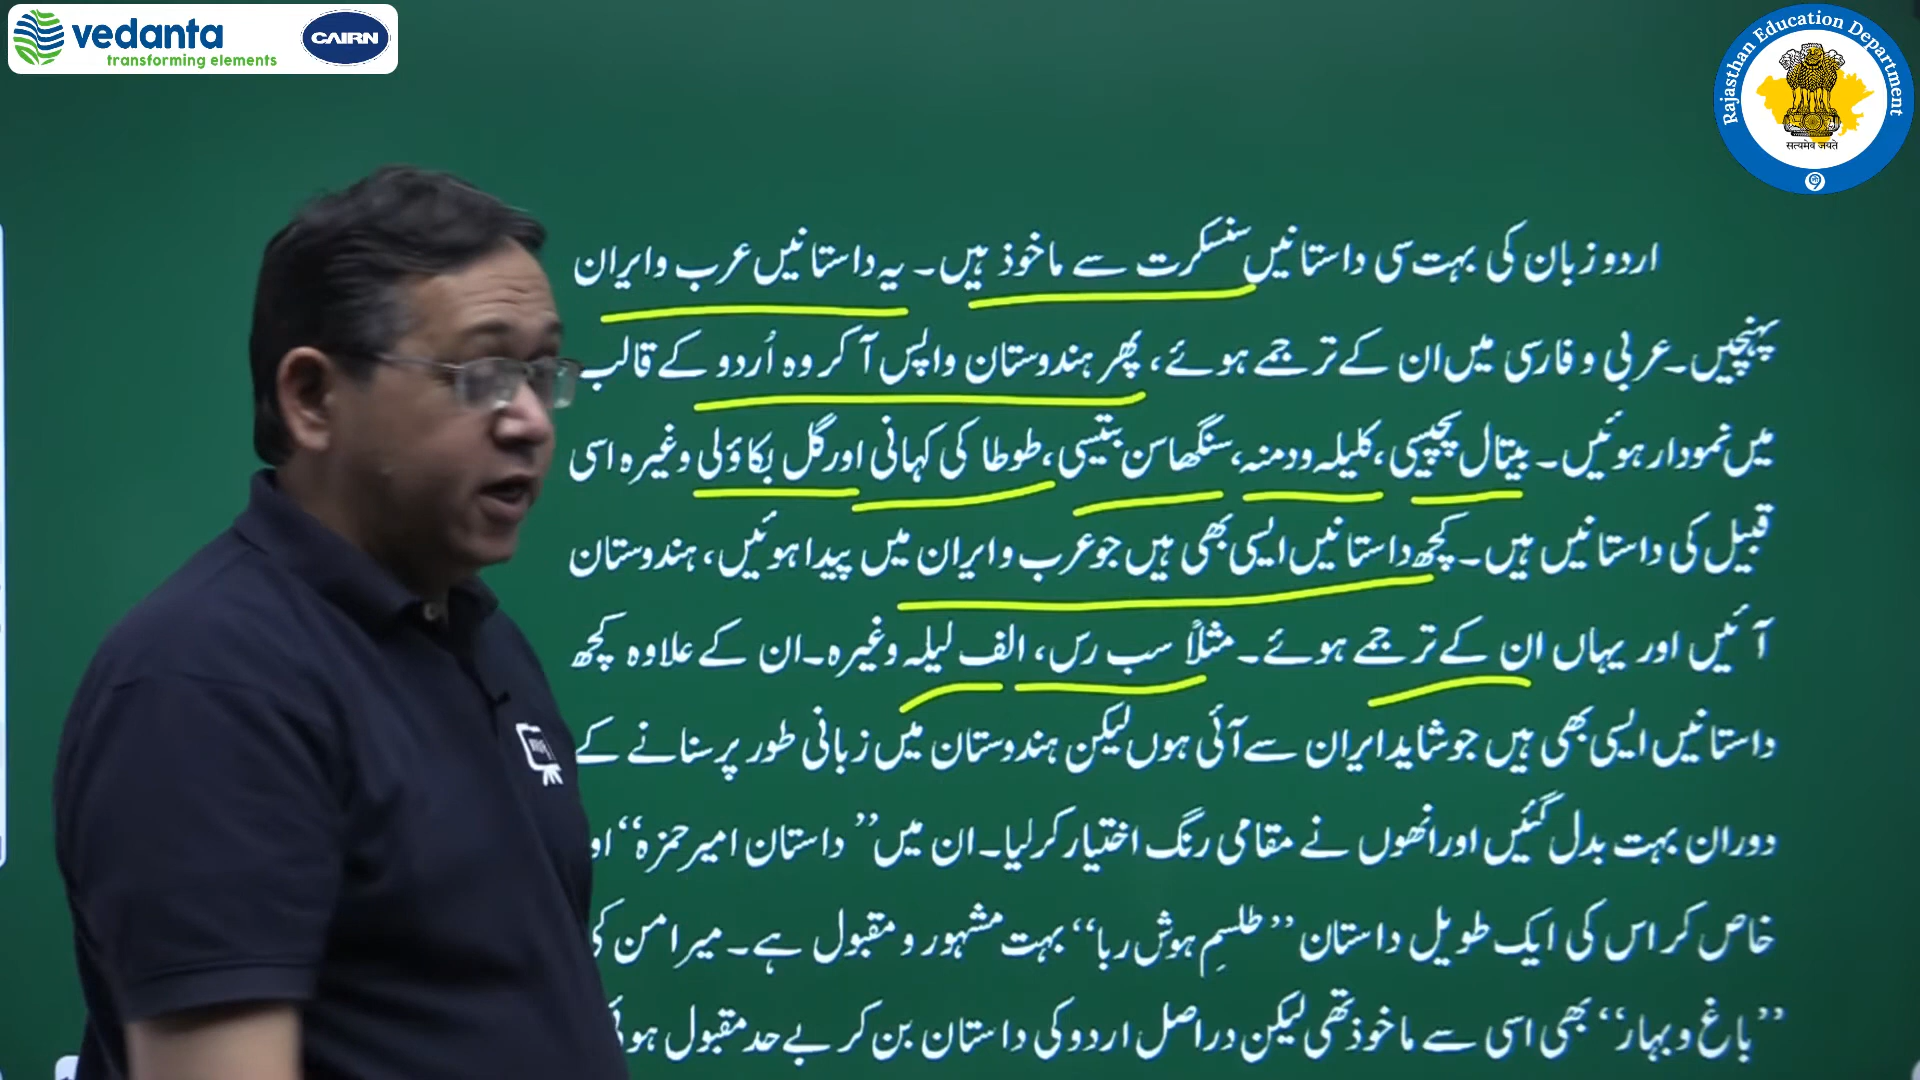 vedanta
transforming elements
CAIRN
Rajasthan Education Department
सत्यमेव जयते
اردو زبان کی بہت سی داستانیں سنسکرت سے ماخوذ ہیں۔ یہ داستانیں عرب و ایران
پہنچیں۔ عربی و فارسی میں ان کے ترجمے ہوئے، پھر ہندوستان واپس آ کر وہ اُردو کے قالب
میں نمودار ہوئیں۔ بیتال پچیسی، کلیلہ و دمنہ، سنگھاسن بتیسی، طوطا کی کہانی اور گل بکاؤلی وغیرہ اسی
قبیل کی داستانیں ہیں۔ کچھ داستانیں ایسی بھی ہیں جو عرب و ایران میں پیدا ہوئیں، ہندوستان
آئیں اور یہاں ان کے ترجمے ہوئے۔ مثلاً سب رس، الف لیلہ وغیرہ۔ ان کے علاوہ کچھ
داستانیں ایسی بھی ہیں جو شاید ایران سے آئی ہوں لیکن ہندوستان میں زبانی طور پر سنانے کے
دوران بہت بدل گئیں اور انھوں نے مقامی رنگ اختیار کر لیا۔ ان میں ”داستان امیر حمزہ“
خاص کر اس کی ایک طویل داستان ”طلسمِ ہوش ربا“ بہت مشہور و مقبول ہے۔ میر امن کی
”باغ و بہار“ بھی اسی سے ماخوذ تھی لیکن دراصل اردو کی داستان بن کر بے حد مقبول